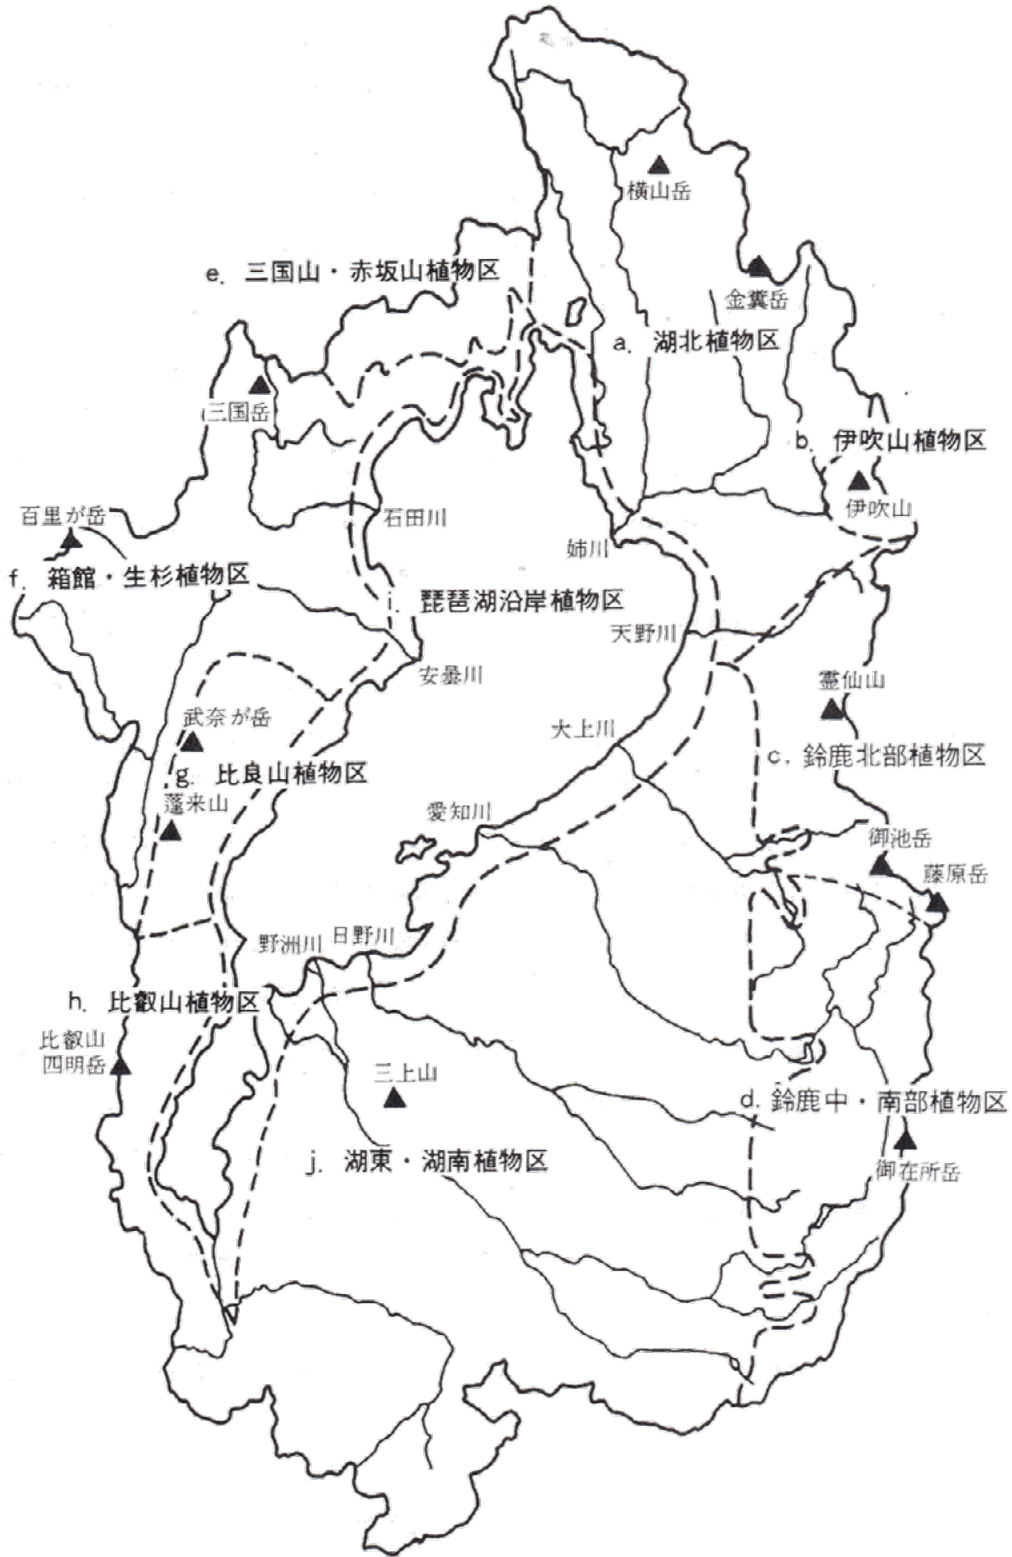 横山岳
e. 三国山・赤坂山植物区
金糞岳
a. 湖北植物区
三国岳
b. 伊吹山植物区
伊吹山
百里が岳
石田川
姉川
f. 箱館・生杉植物区
i. 琵琶湖沿岸植物区
天野川
安曇川
霊仙山
武奈が岳
大上川
c. 鈴鹿北部植物区
g. 比良山植物区
蓬来山
愛知川
御池岳
藤原岳
野洲川
日野川
h. 比叡山植物区
比叡山
四明岳
三上山
d. 鈴鹿中・南部植物区
j. 湖東・湖南植物区
御在所岳